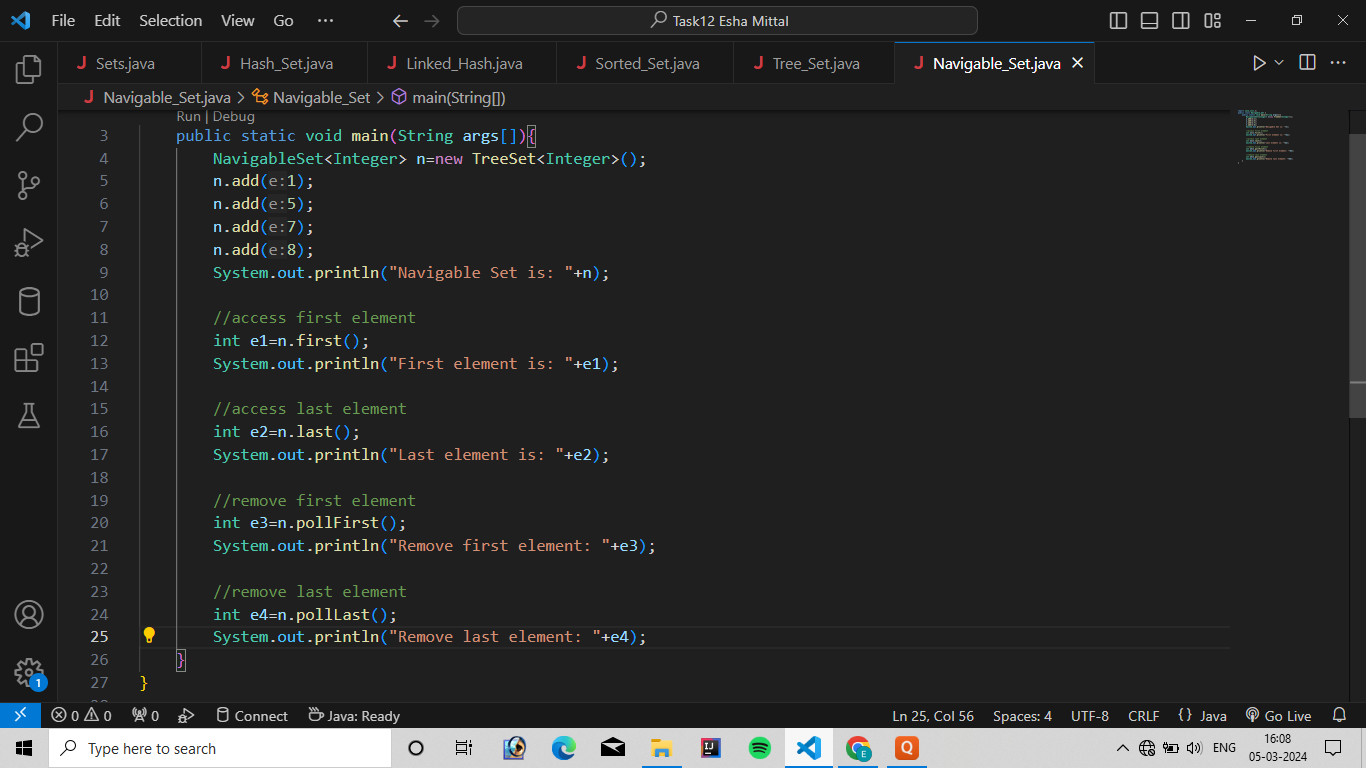 File Edit Selection View Go ··· Task12 Esha Mittal
Sets.java Hash_Set.java Linked_Hash.java Sorted_Set.java Tree_Set.java Navigable_Set.java
Navigable_Set.java > Navigable_Set > main(String[])
Run | Debug
3 public static void main(String args[]){
4 NavigableSet<Integer> n=new TreeSet<Integer>();
5 n.add(e:1);
6 n.add(e:5);
7 n.add(e:7);
8 n.add(e:8);
9 System.out.println("Navigable Set is: "+n);
10
11 //access first element
12 int e1=n.first();
13 System.out.println("First element is: "+e1);
14
15 //access last element
16 int e2=n.last();
17 System.out.println("Last element is: "+e2);
18
19 //remove first element
20 int e3=n.pollFirst();
21 System.out.println("Remove first element: "+e3);
22
23 //remove last element
24 int e4=n.pollLast();
25 System.out.println("Remove last element: "+e4);
26 }
27 }
1
0 0 0 Connect Java: Ready Ln 25, Col 56 Spaces: 4 UTF-8 CRLF {} Java Go Live
Type here to search ENG 16:08
05-03-2024